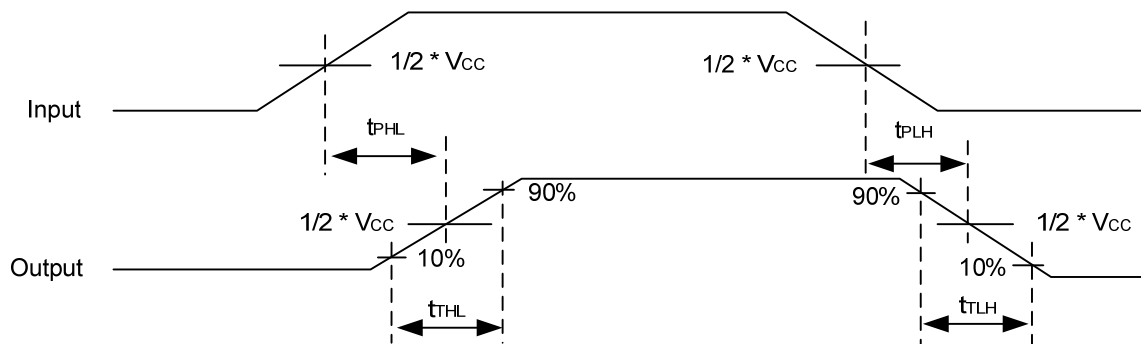 1/2 * VCC
1/2 * VCC
Input
tPHL
tPLH
90%
90%
1/2 * VCC
1/2 * VCC
10%
10%
Output
tTHL
tTLH